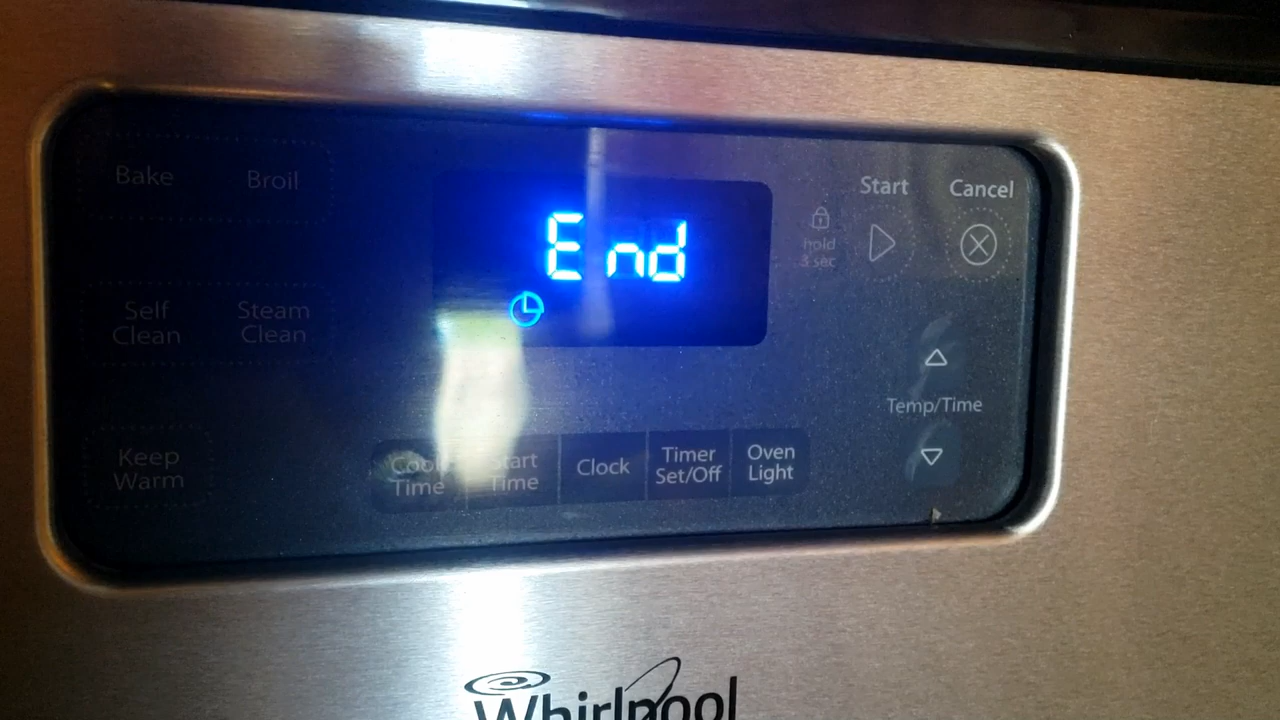 Bake
Broil
End
Start
Cancel
hold
3 sec
Self
Clean
Steam
Clean
Temp/Time
Keep
Warm
Cook
Time
Start
Time
Clock
Timer
Set/Off
Oven
Light
Whirlpool